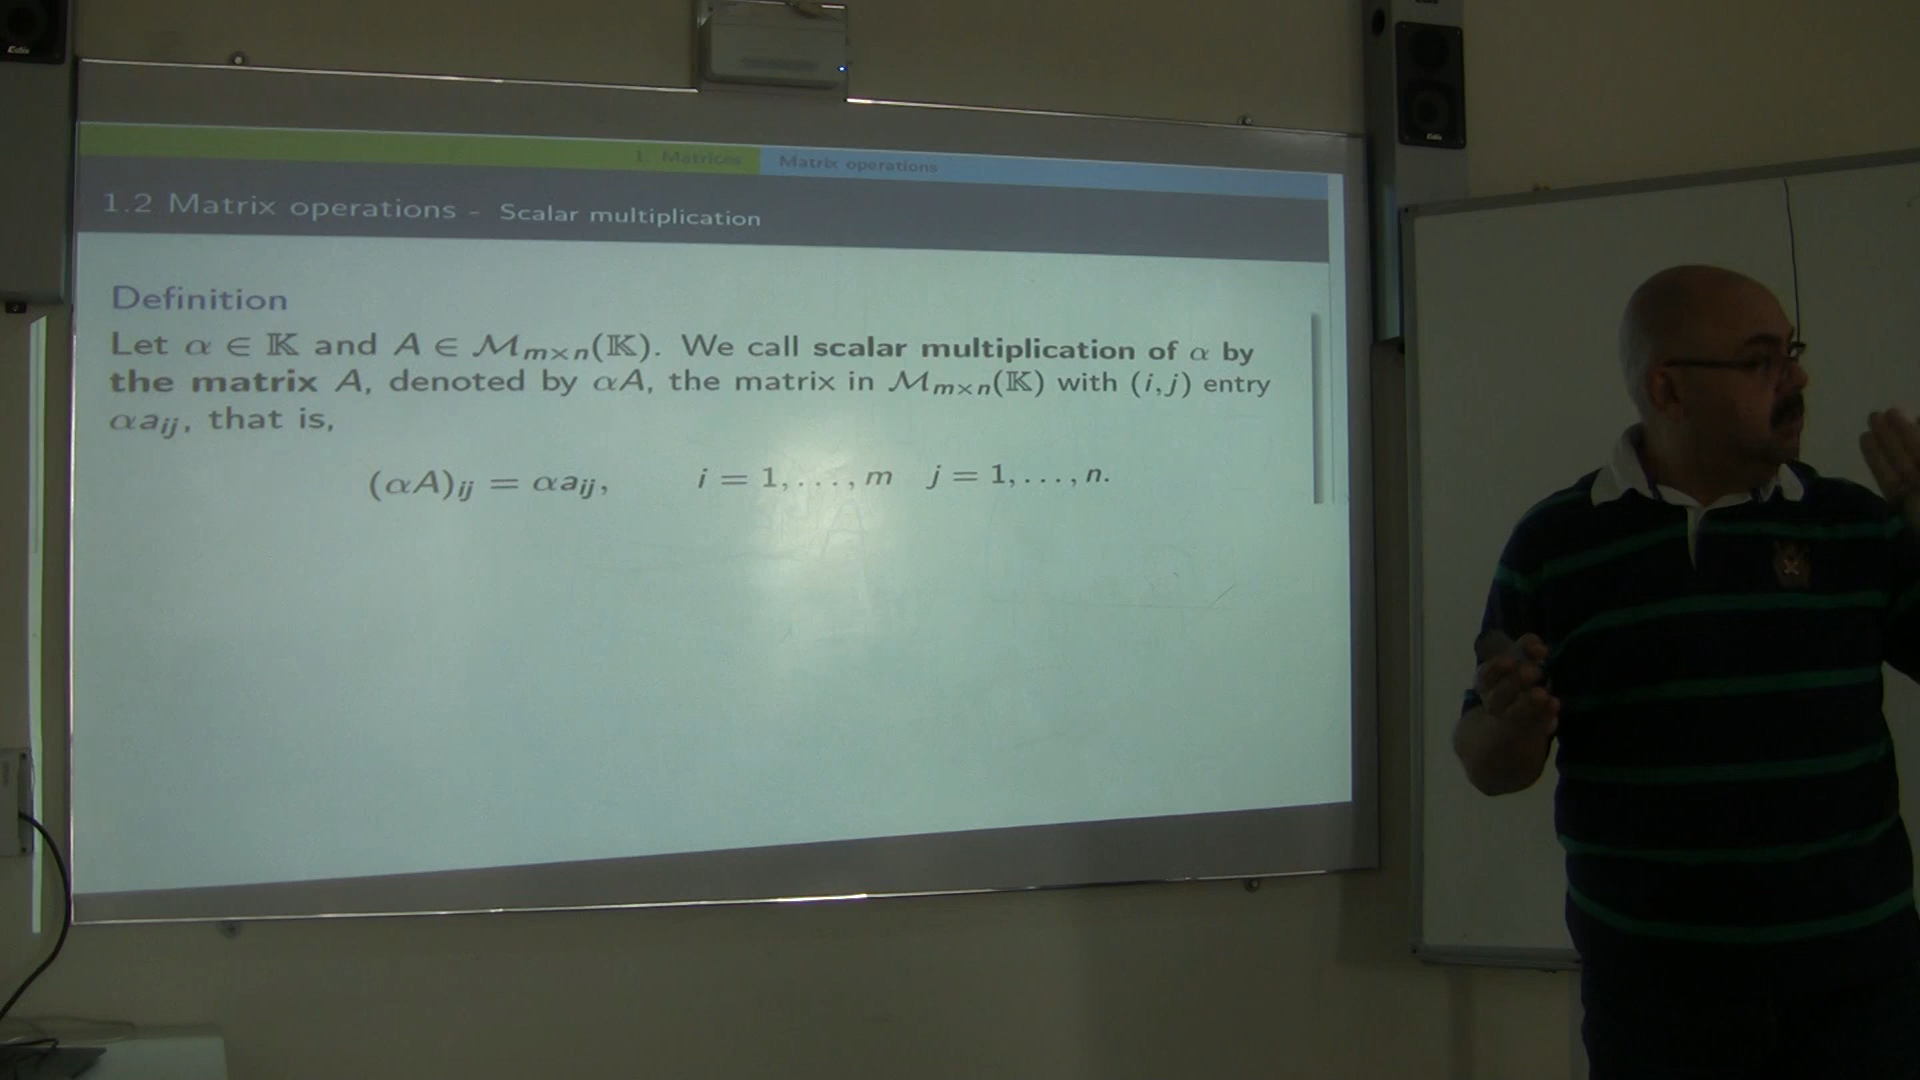 1. Matrices Matrix operations
1.2 Matrix operations - Scalar multiplication
Definition
Let α ∈ 𝕂 and A ∈ ℳm×n(𝕂). We call scalar multiplication of α by
the matrix A, denoted by αA, the matrix in ℳm×n(𝕂) with (i,j) entry
αaij, that is,
(αA)ij = αaij, i = 1,...,m j = 1,...,n.